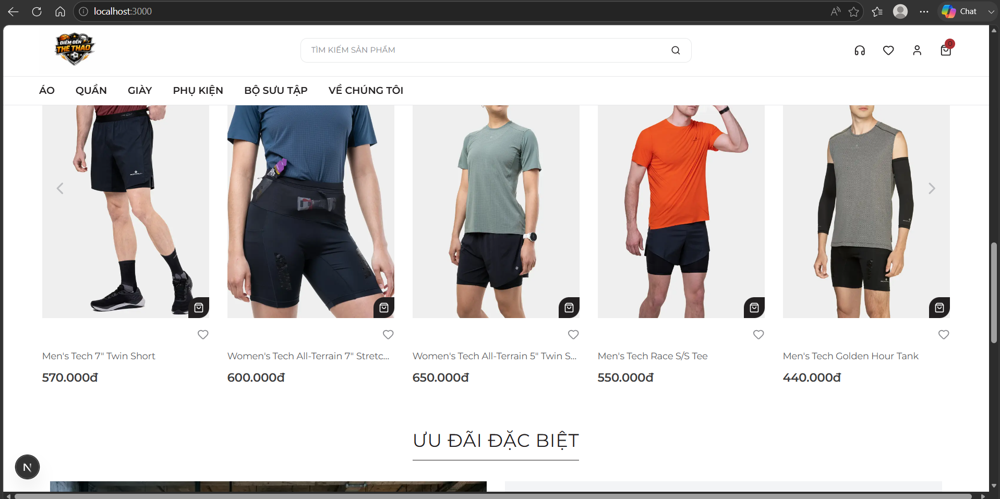 localhost:3000
Chat
ĐIỂM ĐẾN
THỂ THAO
TÌM KIẾM SẢN PHẨM
0
ÁO QUẦN GIÀY PHỤ KIỆN BỘ SƯU TẬP VỀ CHÚNG TÔI
Men's Tech 7" Twin Short
570.000đ
Women's Tech All-Terrain 7" Stretc...
600.000đ
Women's Tech All-Terrain 5" Twin S...
650.000đ
Men's Tech Race S/S Tee
550.000đ
Men's Tech Golden Hour Tank
440.000đ
ƯU ĐÃI ĐẶC BIỆT
N